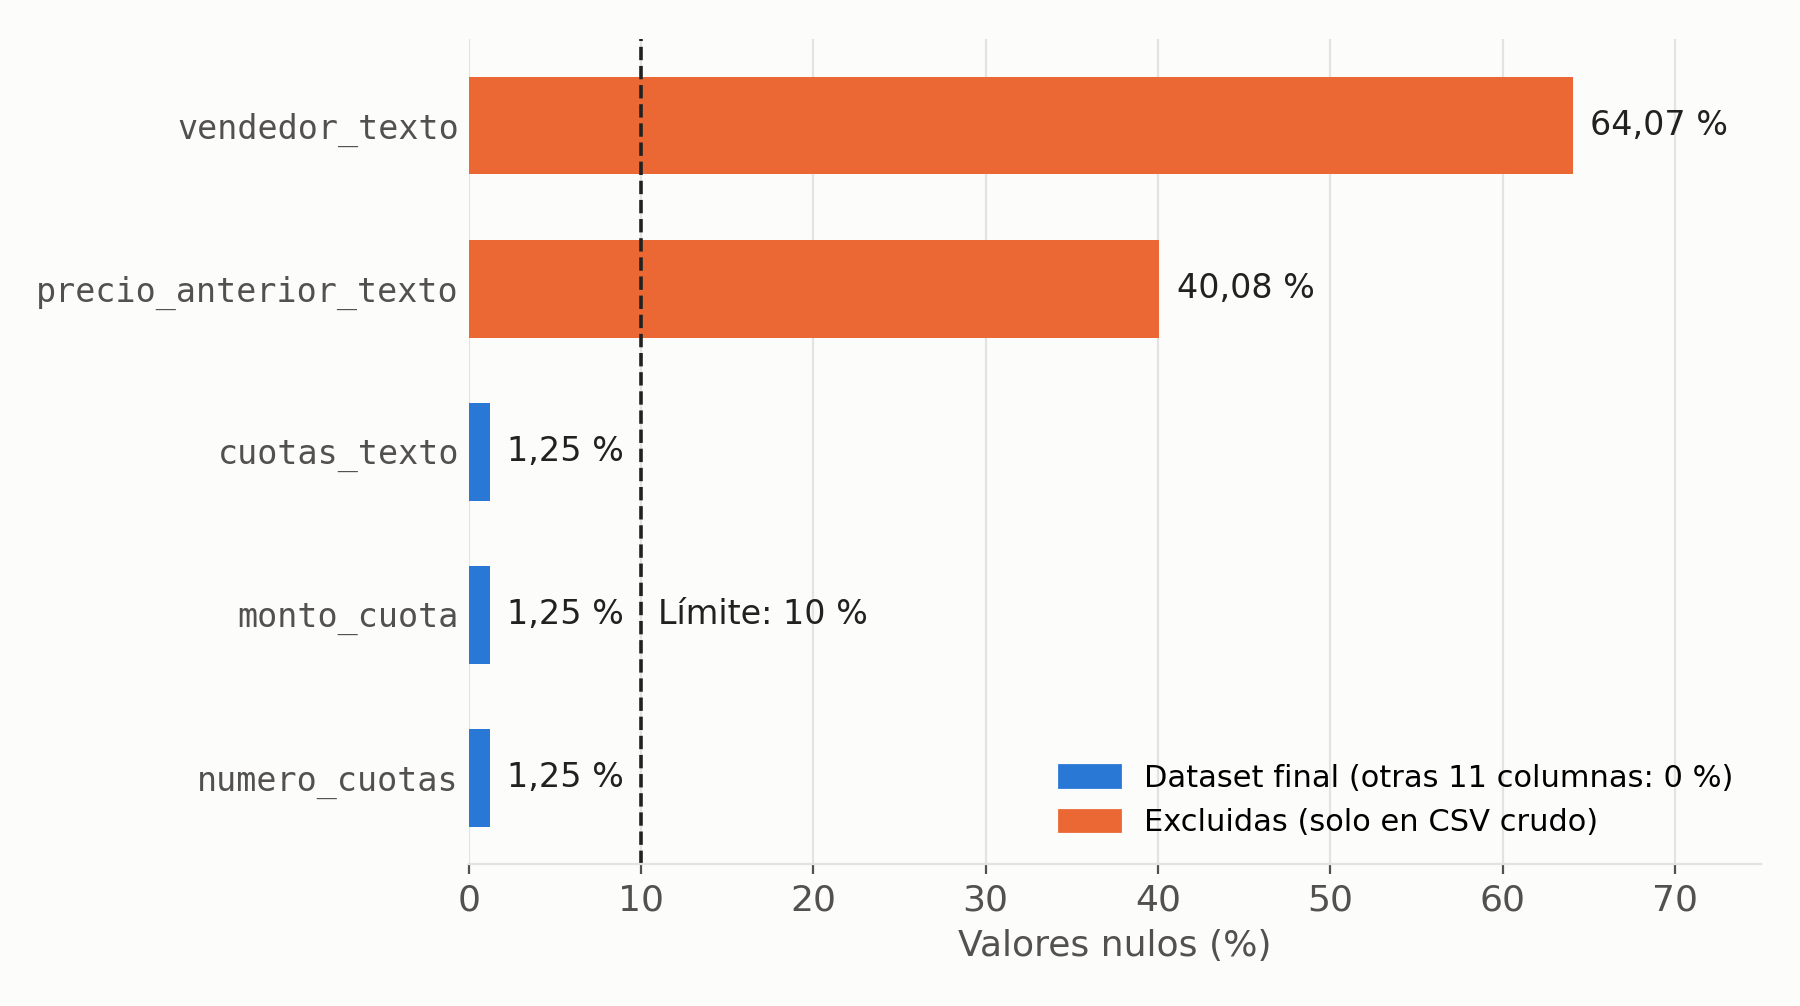 vendedor_texto
64,07 %
precio_anterior_texto
40,08 %
cuotas_texto
1,25 %
monto_cuota
1,25 %
Límite: 10 %
numero_cuotas
1,25 %
Dataset final (otras 11 columnas: 0 %)
Excluidas (solo en CSV crudo)
0 10 20 30 40 50 60 70
Valores nulos (%)